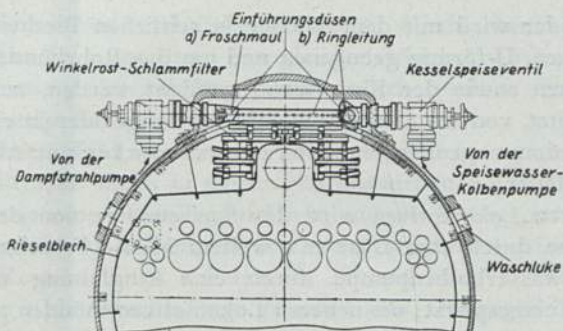 Einführungsdüsen
a) Froschmaul b) Ringleitung
Winkelrost-Schlammfilter
Kesselspeiseventil
Von der
Dampfstrahlpumpe
Von der
Speisewasser-
Kolbenpumpe
Rieselblech
Waschluke